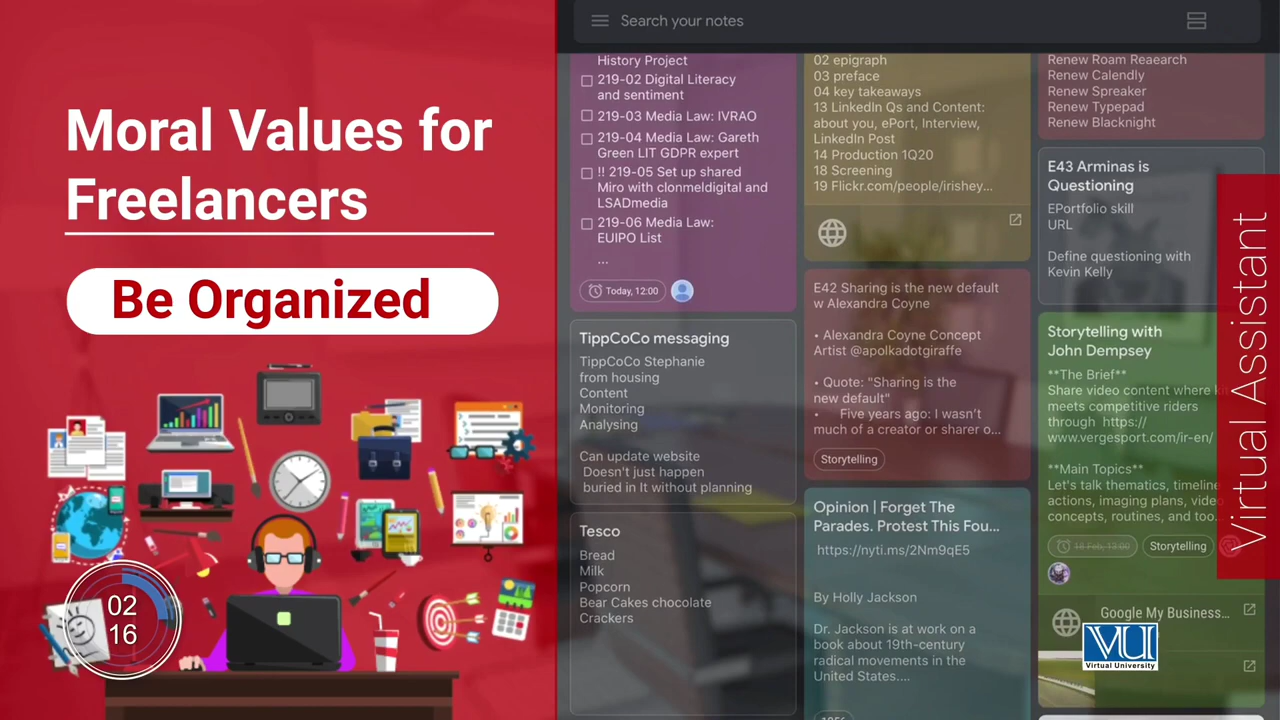 Moral Values for
Freelancers
Be Organized
02
16
Search your notes
History Project
219-02 Digital Literacy
and sentiment
219-03 Media Law: IVRAO
219-04 Media Law: Gareth
Green LIT GDPR expert
!! 219-05 Set up shared
Miro with clonmeldigital and
LSADmedia
219-06 Media Law:
EUIPO List
...
Today, 12:00
TippCoCo messaging
TippCoCo Stephanie
from housing
Content
Monitoring
Analysing
Can update website
Doesn't just happen
buried in It without planning
Tesco
Bread
Milk
Popcorn
Bear Cakes chocolate
Crackers
02 epigraph
03 preface
04 key takeaways
13 LinkedIn Qs and Content:
about you, ePort, Interview,
LinkedIn Post
14 Production 1Q20
18 Screening
19 Flickr.com/people/irishey...
E42 Sharing is the new default
w Alexandra Coyne
• Alexandra Coyne Concept
Artist @apolkadotgiraffe
• Quote: "Sharing is the
new default"
• Five years ago: I wasn't
much of a creator or sharer o...
Storytelling
Opinion | Forget The
Parades. Protest This Fou...
https://nyti.ms/2Nm9qE5
By Holly Jackson
Dr. Jackson is at work on a
book about 19th-century
radical movements in the
United States....
Renew Roam Reaearch
Renew Calendly
Renew Spreaker
Renew Typepad
Renew Blacknight
E43 Arminas is
Questioning
EPortfolio skill
URL
Define questioning with
Kevin Kelly
Storytelling with
John Dempsey
**The Brief**
Share video content where
meets competitive riders
through https://
www.vergesport.com/ir-en/
**Main Topics**
Let's talk thematics, timeline
actions, imaging plans, video
concepts, routines, and too...
18 Feb, 13:00
Storytelling
Google My Business...
Virtual Assistant
VU
Virtual University